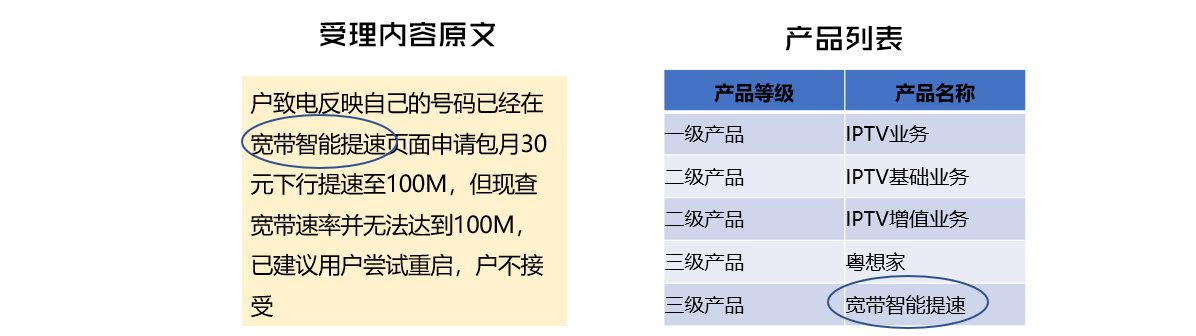 受理内容原文
户致电反映自己的号码已经在
宽带智能提速页面申请包月30
元下行提速至100M，但现查
宽带速率并无法达到100M，
已建议用户尝试重启，户不接
受
产品列表
产品等级 产品名称
一级产品 IPTV业务
二级产品 IPTV基础业务
二级产品 IPTV增值业务
三级产品 粤想家
三级产品 宽带智能提速